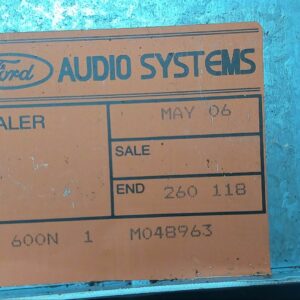 Ford AUDIO SYSTEMS
ALER MAY 06
SALE
END 260 118
600N 1 M048963